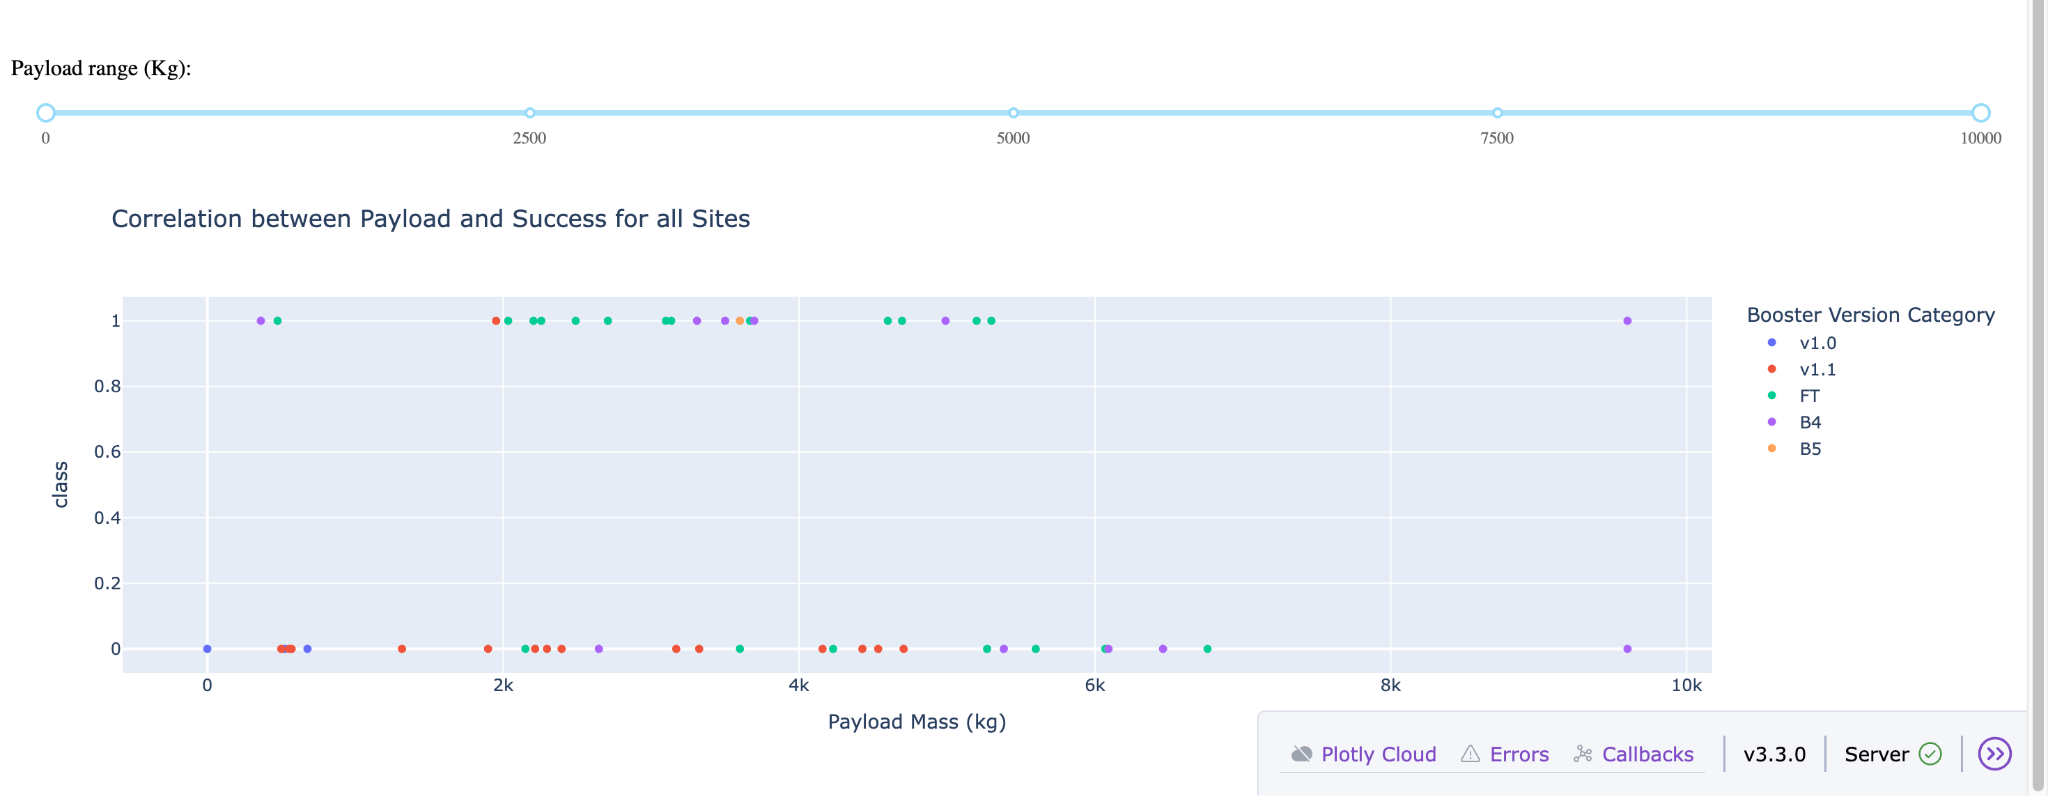 Payload range (Kg):
0 2500 5000 7500 10000
Correlation between Payload and Success for all Sites
1
0.8
0.6
0.4
0.2
0
class
0 2k 4k 6k 8k 10k
Payload Mass (kg)
Booster Version Category
v1.0
v1.1
FT
B4
B5
Plotly Cloud Errors Callbacks v3.3.0 Server